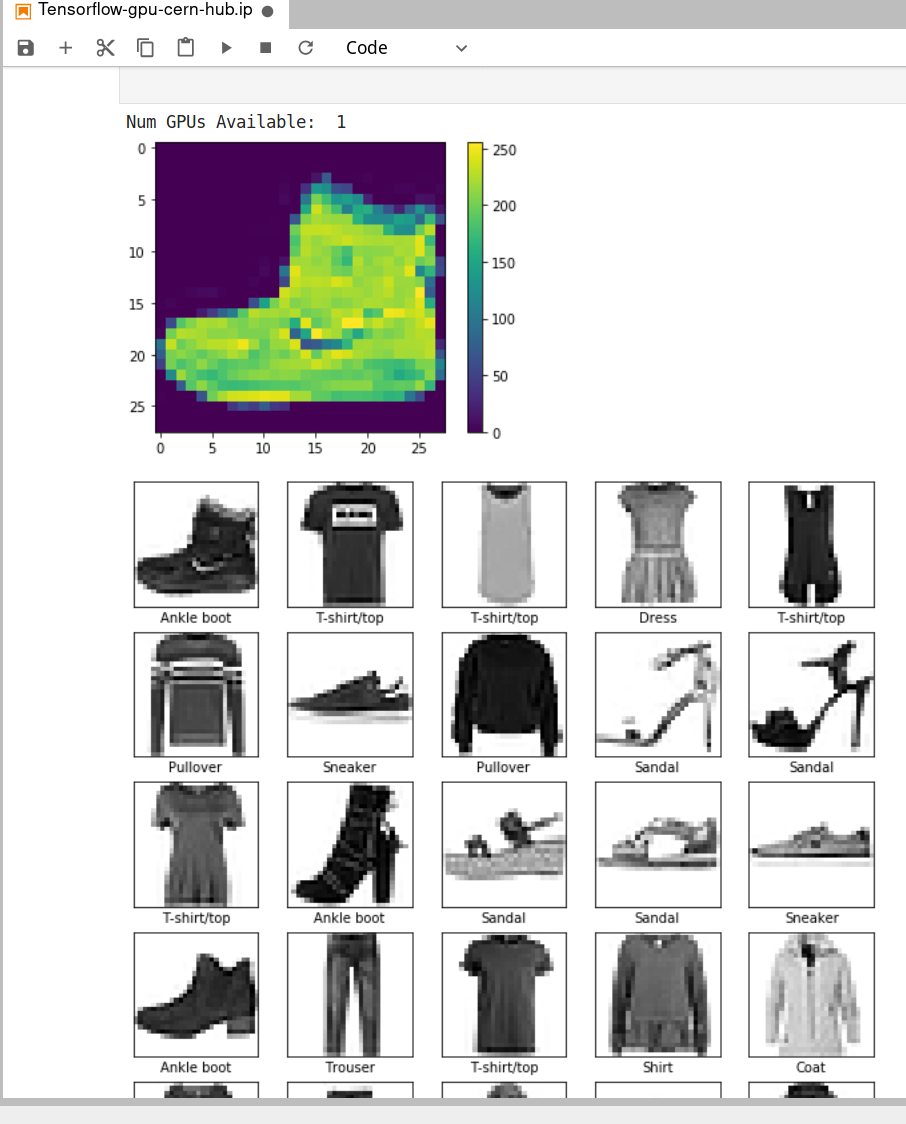 Tensorflow-gpu-cern-hub.ip
Code
Num GPUs Available:  1
0
5
10
15
20
25
0 5 10 15 20 25
250
200
150
100
50
0
Ankle boot T-shirt/top T-shirt/top Dress T-shirt/top
Pullover Sneaker Pullover Sandal Sandal
T-shirt/top Ankle boot Sandal Sandal Sneaker
Ankle boot Trouser T-shirt/top Shirt Coat